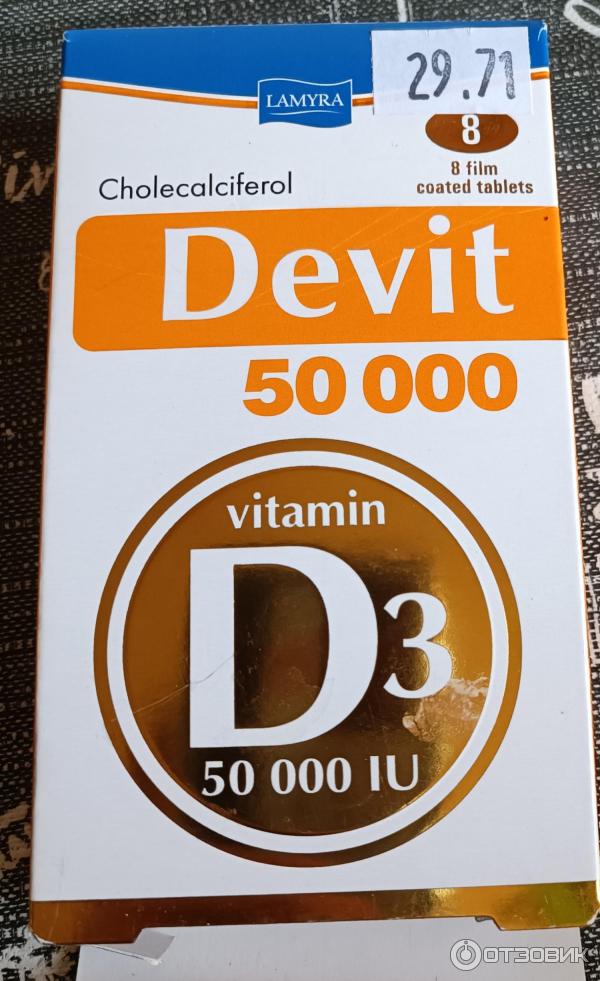 29.71
LAMYRA
8
8 film
coated tablets
Cholecalciferol
Devit
50 000
vitamin
D3
50 000 IU
ОТЗОВИК